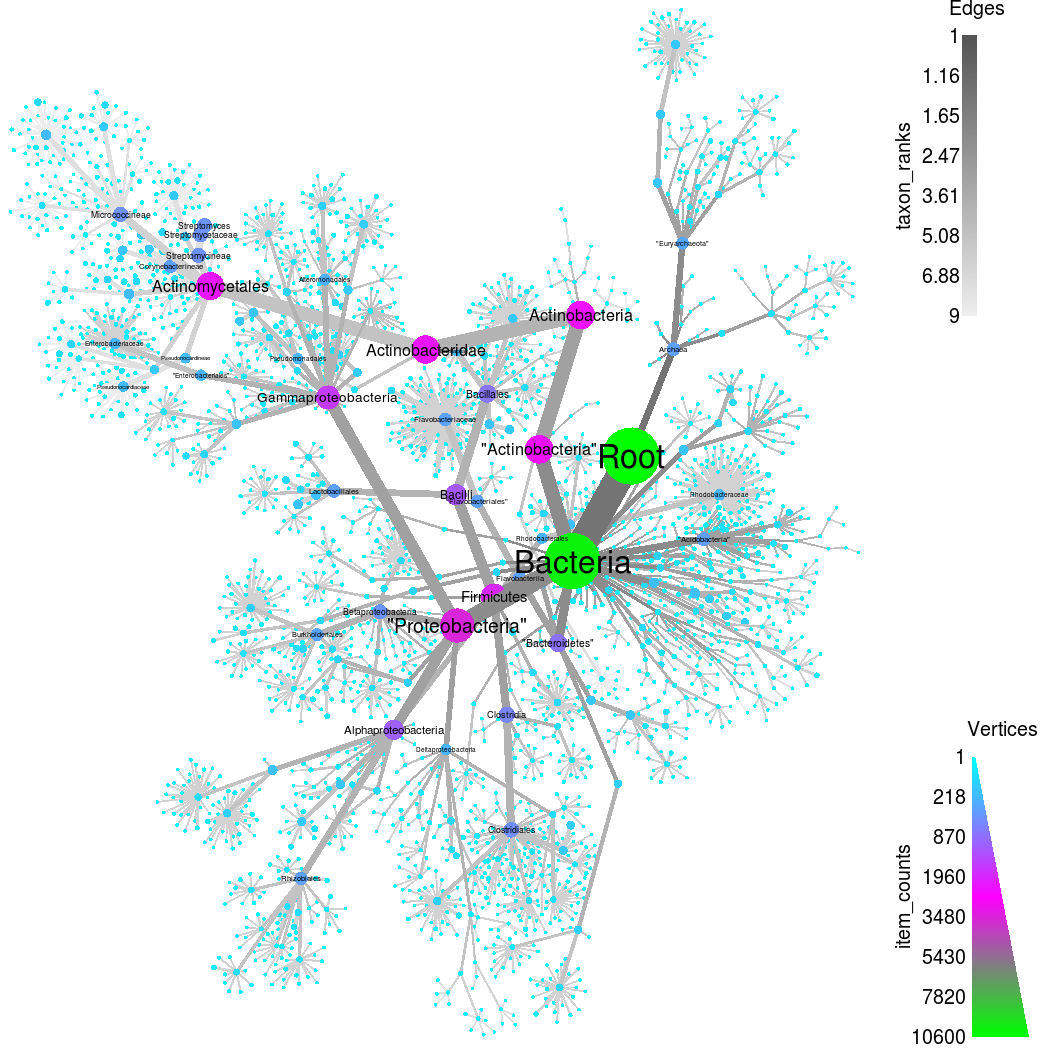 Edges
1
1.16
1.65
2.47
3.61
5.08
6.88
9
taxon_ranks
Micrococcineae
Streptomyces
Streptomycetaceae
"Euryarchaeota"
Streptomycineae
Corynebacterineae
Alteromonadales
Actinomycetales
Actinobacteria
Enterobacteriaceae
Actinobacteridae
Archaea
Pseudonocardineae
Pseudomonadales
"Enterobacteriales"
Pseudonocardiaceae
Gammaproteobacteria
Bacillales
Flavobacteriaceae
"Actinobacteria"
Root
Lactobacillales
Bacilli
"Flavobacteriales"
Rhodobacteraceae
Rhodobacterales
"Acidobacteria"
Bacteria
Flavobacteriia
Firmicutes
Betaproteobacteria
"Proteobacteria"
Burkholderiales
"Bacteroidetes"
Clostridia
Alphaproteobacteria
Deltaproteobacteria
Clostridiales
Rhizobiales
Vertices
1
218
870
1960
3480
5430
7820
10600
item_counts